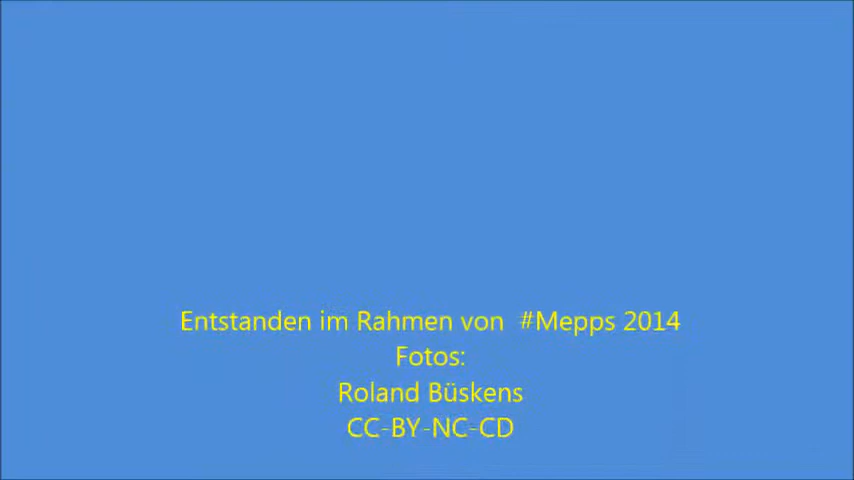 Entstanden im Rahmen von #Mepps 2014
Fotos:
Roland Büskens
CC-BY-NC-CD